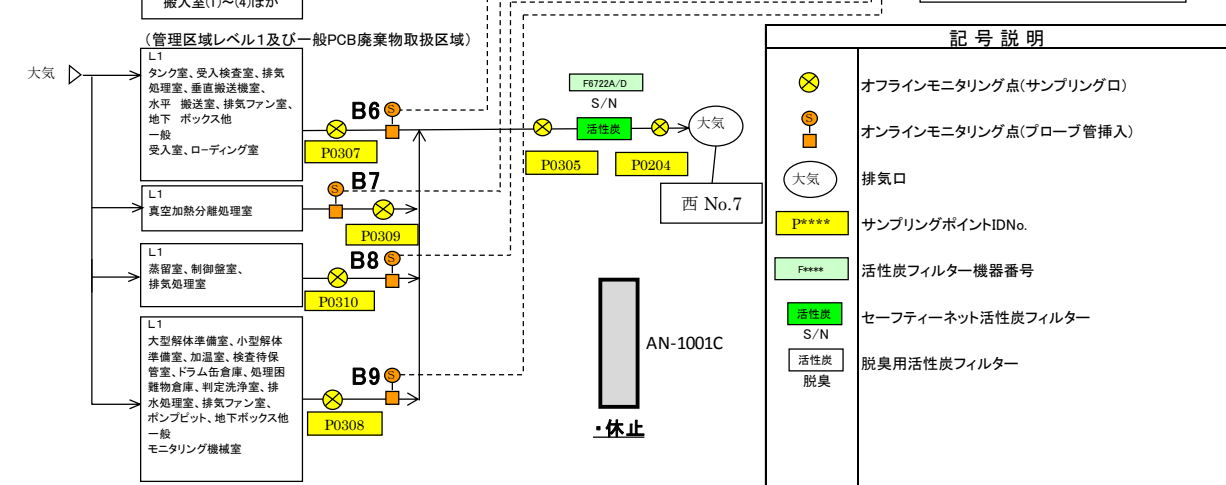 搬入室(1)～(4)ほか
（管理区域レベル1及び一般PCB廃棄物取扱区域）
大気
L1
タンク室、受入検査室、排気
処理室、垂直搬送機室、
水平　搬送室、排気ファン室、
地下　ボックス他
一般
受入室、ローディング室
B6
S
P0307
F6722A/D
S/N
活性炭
大気
P0305
P0204
西 No.7
L1
真空加熱分離処理室
B7
S
P0309
L1
蒸留室、制御盤室、
排気処理室
B8
S
P0310
L1
大型解体準備室、小型解体
準備室、加温室、検査待保
管室、ドラム缶倉庫、処理困
難物倉庫、判定洗浄室、排
水処理室、排気ファン室、
ポンプピット、地下ボックス他
一般
モニタリング機械室
B9
S
P0308
AN-1001C
・休止
記 号 説 明
オフラインモニタリング点(サンプリング口)
S
オンラインモニタリング点(プローブ管挿入)
大気
排気口
P****
サンプリングポイントIDNo.
F****
活性炭フィルター機器番号
活性炭
S/N
セーフティーネット活性炭フィルター
活性炭
脱臭
脱臭用活性炭フィルター